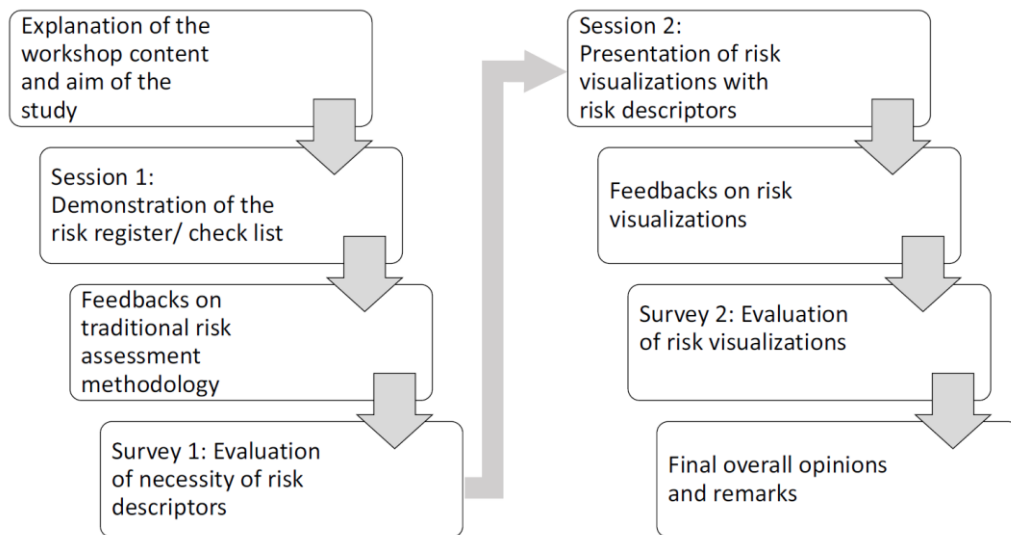 Explanation of the
workshop content
and aim of the
study
Session 1:
Demonstration of the
risk register/ check list
Feedbacks on
traditional risk
assessment
methodology
Survey 1: Evaluation
of necessity of risk
descriptors
Session 2:
Presentation of risk
visualizations with
risk descriptors
Feedbacks on risk
visualizations
Survey 2: Evaluation
of risk visualizations
Final overall opinions
and remarks